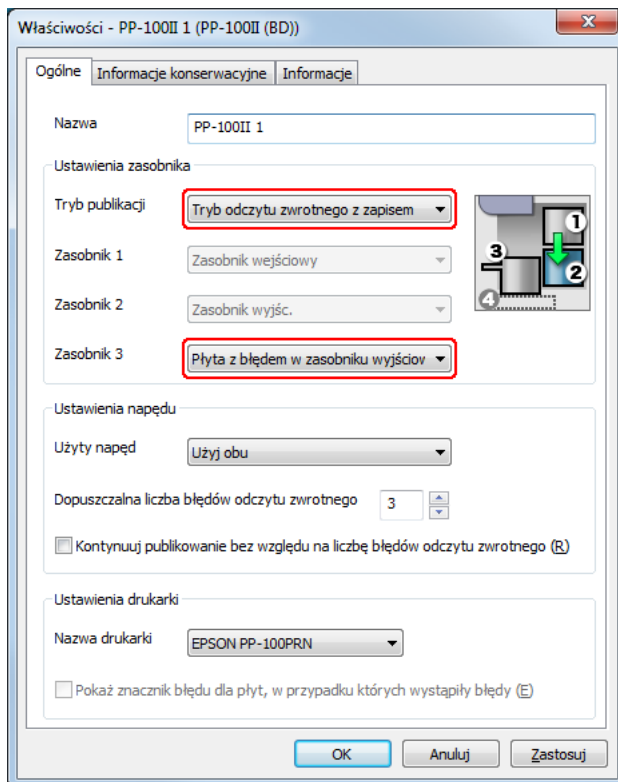 Właściwości - PP-100II 1 (PP-100II (BD))
Ogólne Informacje konserwacyjne Informacje
Nazwa PP-100II 1
Ustawienia zasobnika
Tryb publikacji Tryb odczytu zwrotnego z zapisem
Zasobnik 1 Zasobnik wejściowy
Zasobnik 2 Zasobnik wyjśc.
Zasobnik 3 Płyta z błędem w zasobniku wyjściov
1
3
2
4
Ustawienia napędu
Użyty napęd Użyj obu
Dopuszczalna liczba błędów odczytu zwrotnego 3
Kontynuuj publikowanie bez względu na liczbę błędów odczytu zwrotnego (R)
Ustawienia drukarki
Nazwa drukarki EPSON PP-100PRN
Pokaż znacznik błędu dla płyt, w przypadku których wystąpiły błędy (E)
OK Anuluj Zastosuj